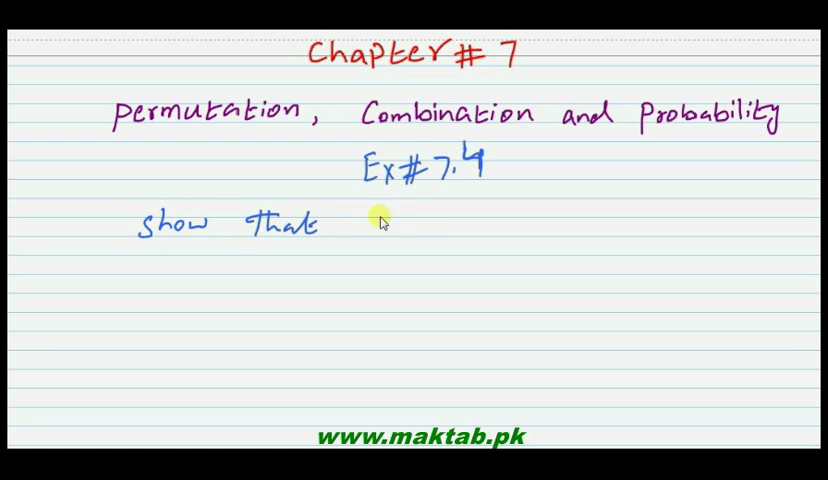 Chapter # 7
Permutation, Combination and Probability
Ex # 7.4
show that
www.maktab.pk